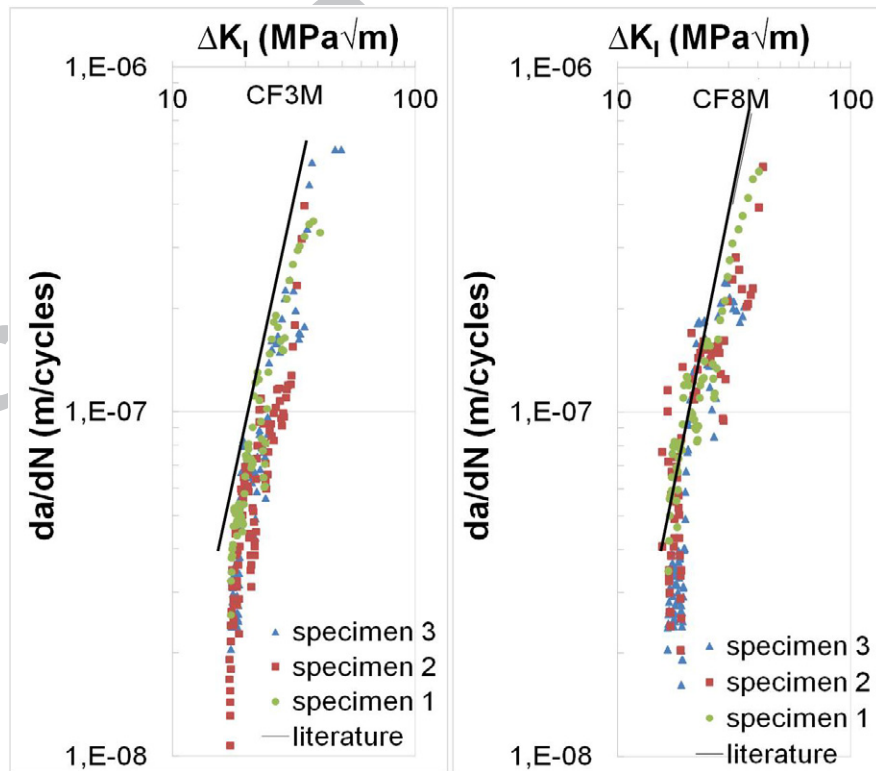 ΔK_I (MPa√m)
1,E-06
10
100
CF3M
da/dN (m/cycles)
1,E-07
specimen 3
specimen 2
specimen 1
literature
1,E-08
ΔK_I (MPa√m)
1,E-06
10
100
CF8M
da/dN (m/cycles)
1,E-07
specimen 3
specimen 2
specimen 1
literature
1,E-08